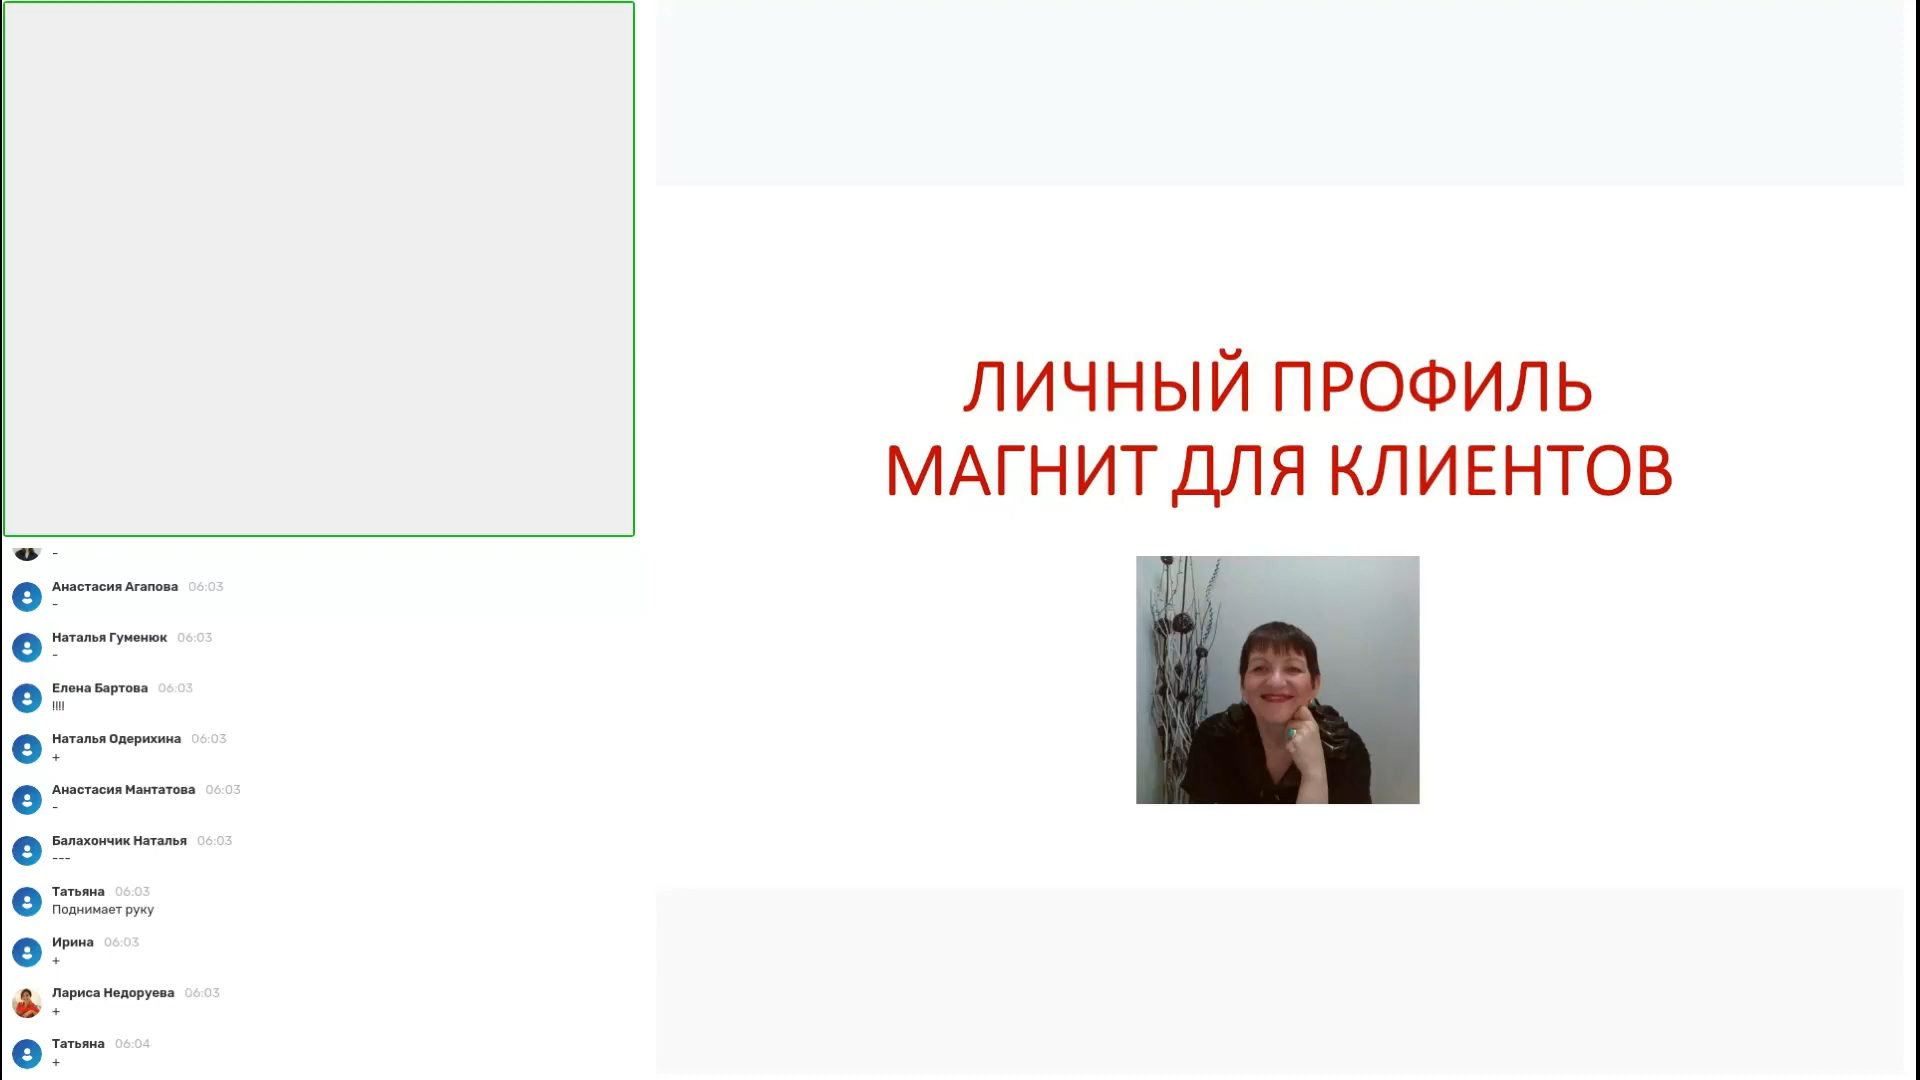 -
Анастасия Агапова 06:03
-
Наталья Гуменюк 06:03
-
Елена Бартова 06:03
!!!!
Наталья Одерихина 06:03
+
Анастасия Мантатова 06:03
-
Балахончик Наталья 06:03
---
Татьяна 06:03
Поднимает руку
Ирина 06:03
+
Лариса Недоруева 06:03
+
Татьяна 06:04
+
ЛИЧНЫЙ ПРОФИЛЬ
МАГНИТ ДЛЯ КЛИЕНТОВ